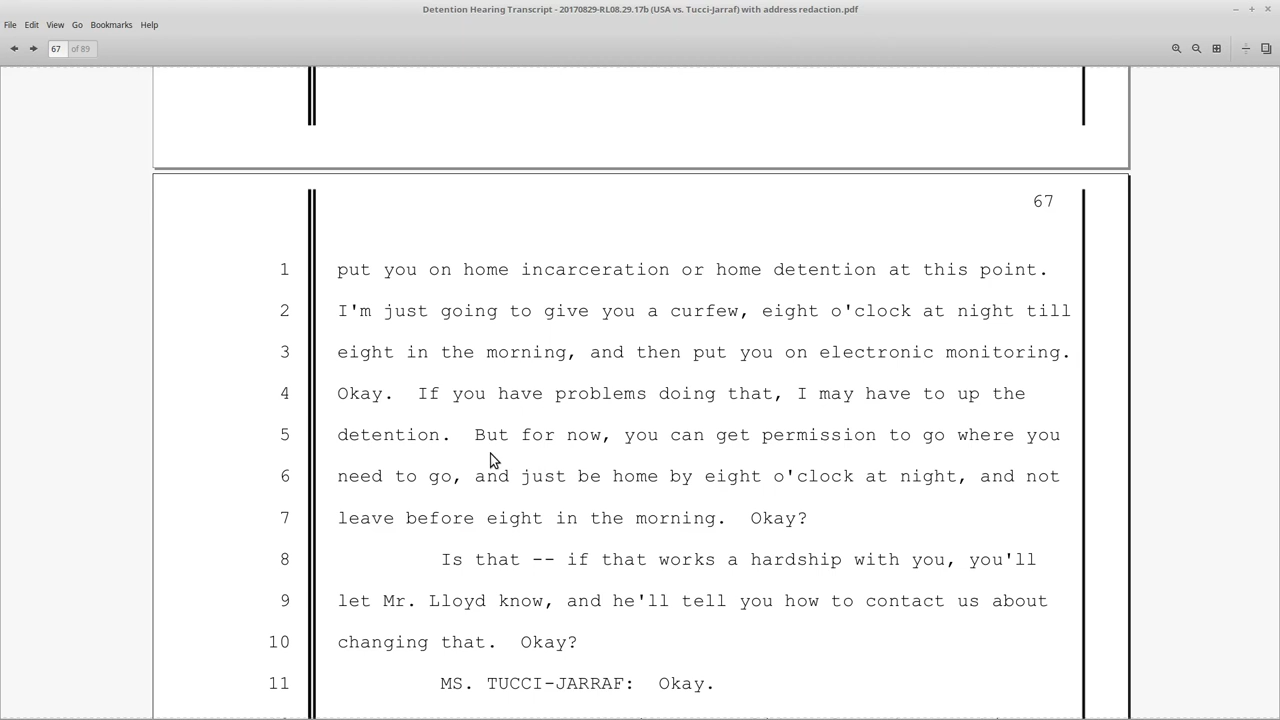 Detention Hearing Transcript - 20170829-RL08.29.17b (USA vs. Tucci-Jarraf) with address redaction.pdf
File Edit View Go Bookmarks Help
67 of 89
67
1 put you on home incarceration or home detention at this point.
2 I'm just going to give you a curfew, eight o'clock at night till
3 eight in the morning, and then put you on electronic monitoring.
4 Okay. If you have problems doing that, I may have to up the
5 detention. But for now, you can get permission to go where you
6 need to go, and just be home by eight o'clock at night, and not
7 leave before eight in the morning. Okay?
8 Is that -- if that works a hardship with you, you'll
9 let Mr. Lloyd know, and he'll tell you how to contact us about
10 changing that. Okay?
11 MS. TUCCI-JARRAF: Okay.